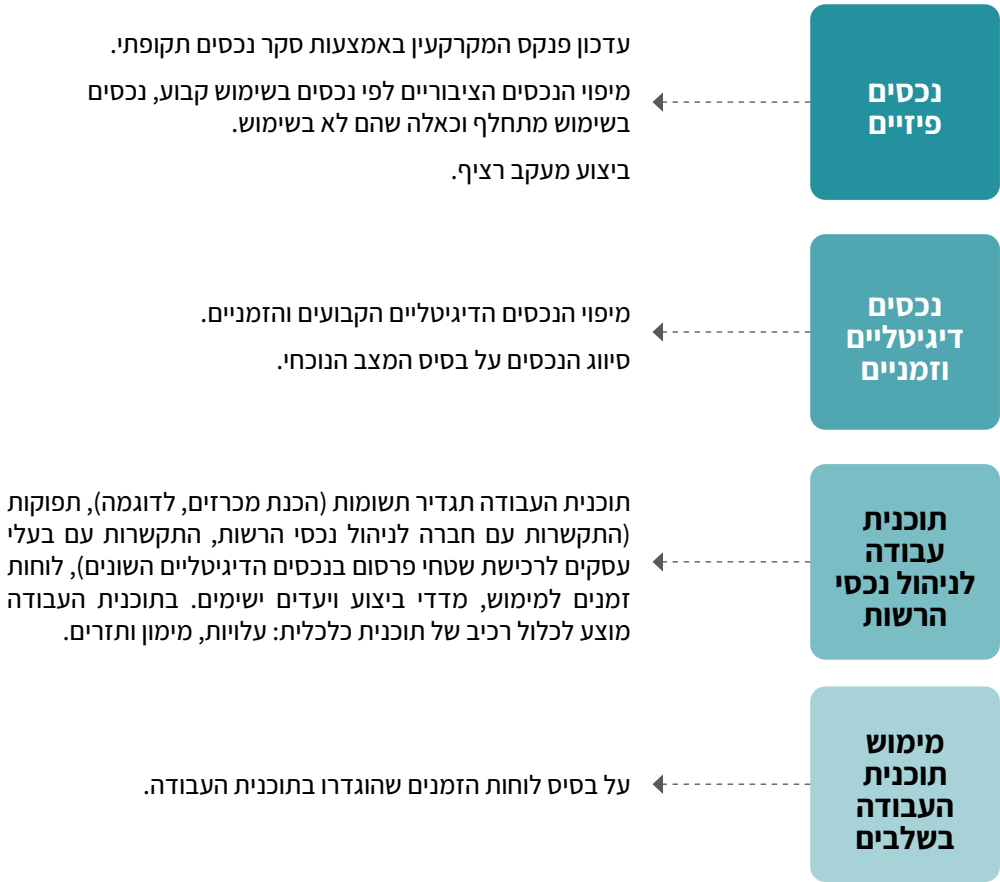 נכסים
פיזיים
עדכון פנקס המקרקעין באמצעות סקר נכסים תקופתי.
מיפוי הנכסים הציבוריים לפי נכסים בשימוש קבוע, נכסים
בשימוש מתחלף וכאלה שהם לא בשימוש.
ביצוע מעקב רציף.
נכסים
דיגיטליים
וזמניים
מיפוי הנכסים הדיגיטליים הקבועים והזמניים.
סיווג הנכסים על בסיס המצב הנוכחי.
תוכנית
עבודה
לניהול נכסי
הרשות
תוכנית העבודה תגדיר תשומות (הכנת מכרזים, לדוגמה), תפוקות
(התקשרות עם חברה לניהול נכסי הרשות, התקשרות עם בעלי
עסקים לרכישת שטחי פרסום בנכסים הדיגיטליים השונים), לוחות
זמנים למימוש, מדדי ביצוע ויעדים ישימים. בתוכנית העבודה
מוצע לכלול רכיב של תוכנית כלכלית: עלויות, מימון ותזרים.
מימוש
תוכנית
העבודה
בשלבים
על בסיס לוחות הזמנים שהוגדרו בתוכנית העבודה.